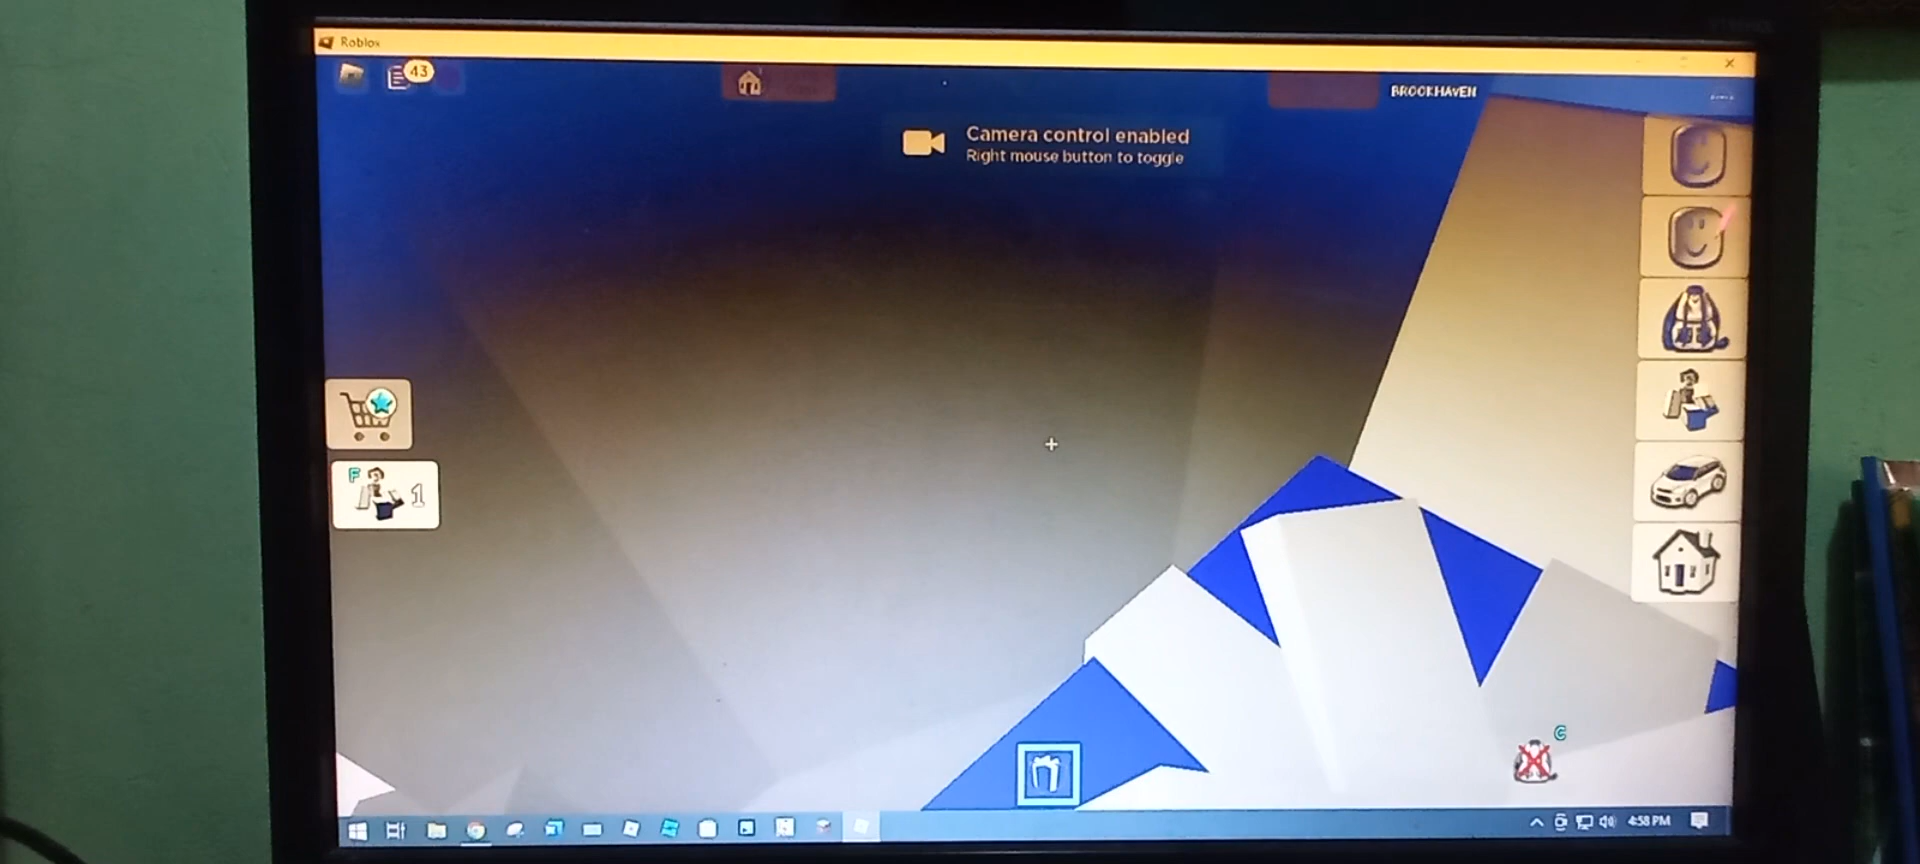 Roblox
43
BROOKHAVEN
Camera control enabled
Right mouse button to toggle
F
1
C
4:58 PM